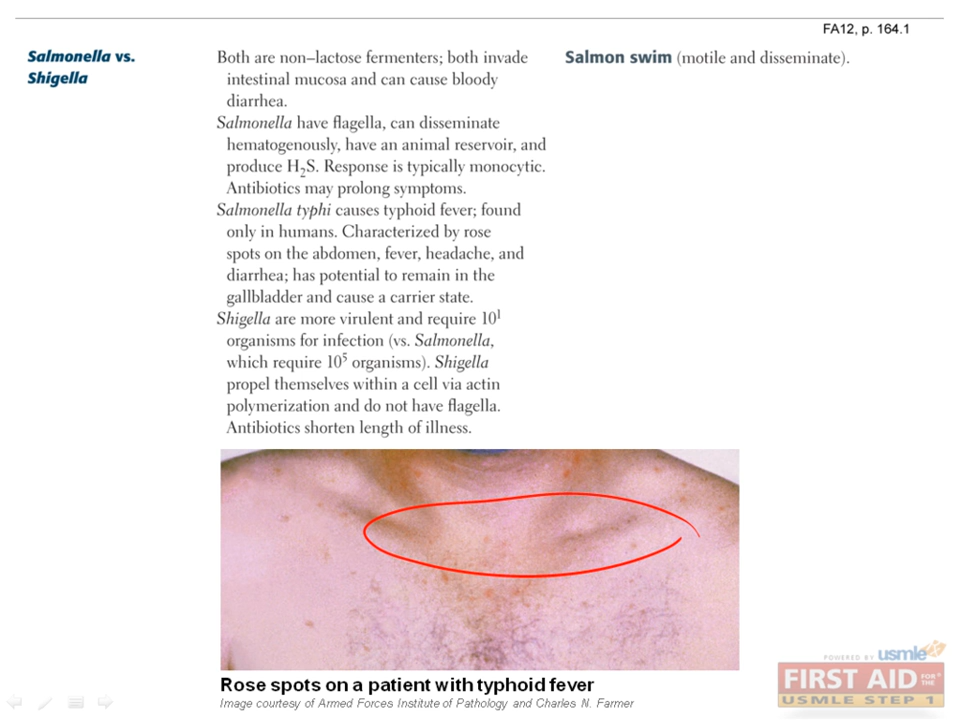 FA12, p. 164.1
Salmonella vs.
Shigella
Both are non–lactose fermenters; both invade
intestinal mucosa and can cause bloody
diarrhea.
Salmonella have flagella, can disseminate
hematogenously, have an animal reservoir, and
produce H₂S. Response is typically monocytic.
Antibiotics may prolong symptoms.
Salmonella typhi causes typhoid fever; found
only in humans. Characterized by rose
spots on the abdomen, fever, headache, and
diarrhea; has potential to remain in the
gallbladder and cause a carrier state.
Shigella are more virulent and require 10¹
organisms for infection (vs. Salmonella,
which require 10⁵ organisms). Shigella
propel themselves within a cell via actin
polymerization and do not have flagella.
Antibiotics shorten length of illness.
Salmon swim (motile and disseminate).
Rose spots on a patient with typhoid fever
Image courtesy of Armed Forces Institute of Pathology and Charles N. Farmer
POWERED BY usmle
FIRST AID FOR THE
USMLE STEP 1